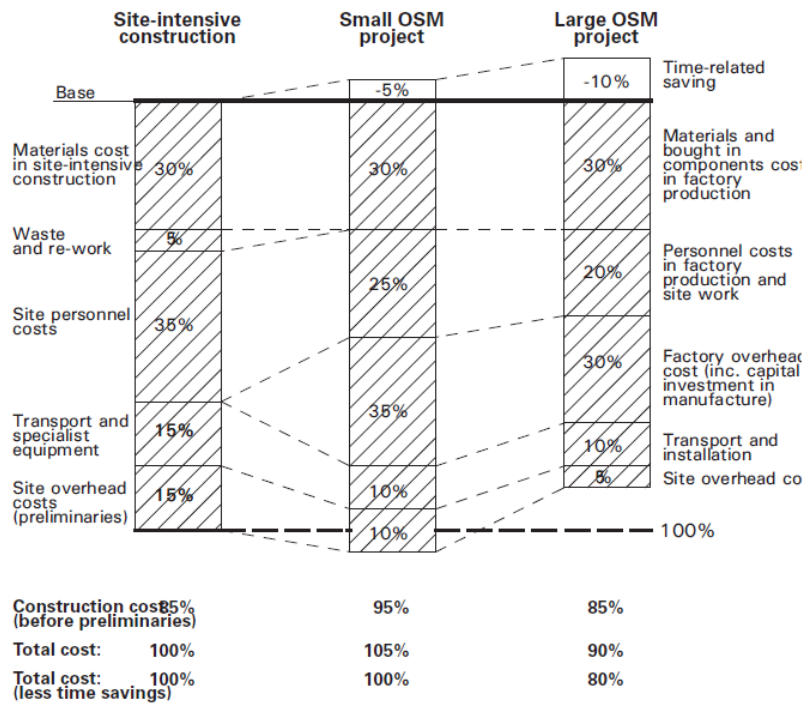 Site-intensive
construction
Small OSM
project
Large OSM
project
Base
-5%
-10%
Time-related
saving
Materials cost
in site-intensive
construction
30%
30%
30%
Materials and
bought in
components cost
in factory
production
Waste
and re-work
5%
Site personnel
costs
35%
25%
20%
Personnel costs
in factory
production and
site work
35%
30%
Factory overhead
cost (inc. capital
investment in
manufacture)
Transport and
specialist
equipment
15%
10%
10%
Transport and
installation
Site overhead
costs
(preliminaries)
15%
10%
5%
Site overhead co
100%
Construction cost: 85% 95% 85%
(before preliminaries)
Total cost: 100% 105% 90%
Total cost: 100% 100% 80%
(less time savings)